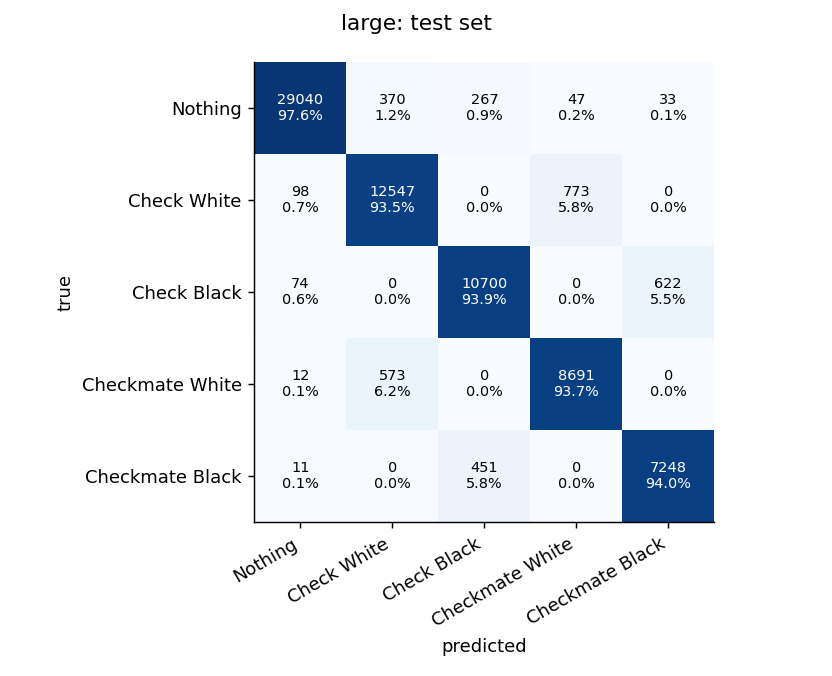 large: test set
Nothing
29040 370 267 47 33
97.6% 1.2% 0.9% 0.2% 0.1%
Check White
98 12547 0 773 0
0.7% 93.5% 0.0% 5.8% 0.0%
true
Check Black
74 0 10700 0 622
0.6% 0.0% 93.9% 0.0% 5.5%
Checkmate White
12 573 0 8691 0
0.1% 6.2% 0.0% 93.7% 0.0%
Checkmate Black
11 0 451 0 7248
0.1% 0.0% 5.8% 0.0% 94.0%
Nothing
Check White
Check Black
Checkmate White
Checkmate Black
predicted